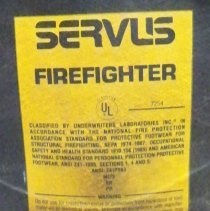 SERVUS
FIREFIGHTER
UL
CLASSIFIED BY UNDERWRITERS LABORATORIES INC.® IN
ACCORDANCE WITH THE NATIONAL FIRE PROTECTION
ASSOCIATION STANDARD, FOR PROTECTIVE FOOTWEAR FOR
STRUCTURAL FIREFIGHTING, NFPA 1974-1987, OCCUPATIONAL
SAFETY AND HEALTH STANDARD 1910.156 (1980) AND AMERICAN
NATIONAL STANDARD FOR PERSONAL PROTECTION-PROTECTIVE
FOOTWEAR, ANSI Z41-1983, SECTIONS 1, 4 AND 5:
WARNING